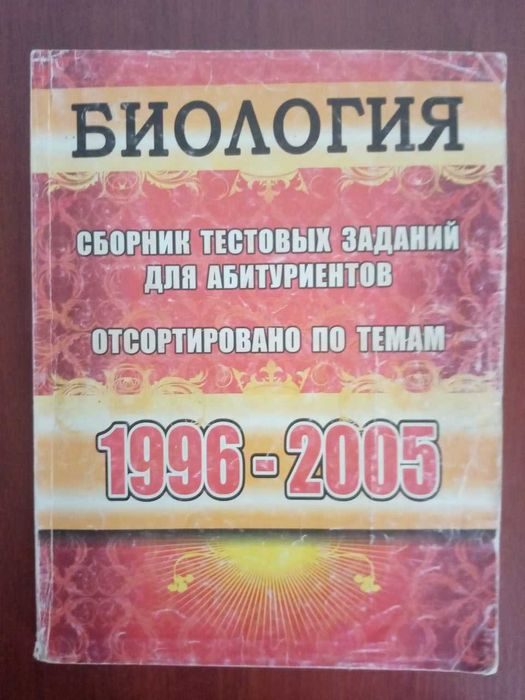 БИОЛОГИЯ
СБОРНИК ТЕСТОВЫХ ЗАДАНИЙ
ДЛЯ АБИТУРИЕНТОВ
ОТСОРТИРОВАНО ПО ТЕМАМ
1996-2005